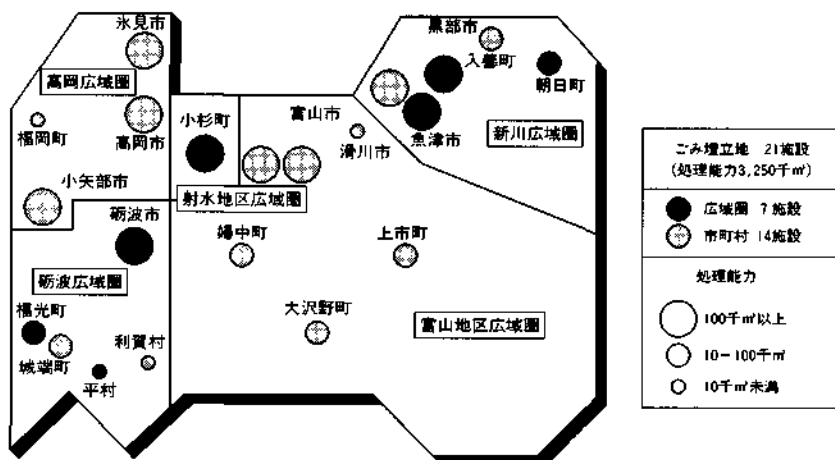 氷見市
高岡広域圏
福岡町
高岡市
小矢部市
小杉町
射水地区広域圏
富山市
滑川市
黒部市
入善町
朝日町
魚津市
新川広域圏
砺波市
砺波広域圏
福光町
城端町
平村
利賀村
婦中町
上市町
大沢野町
富山地区広域圏
ごみ埋立地 21施設
(処理能力3,250千㎥)
広域圏 7施設
市町村 14施設
処理能力
100千㎥以上
10－100千㎥
10千㎥未満